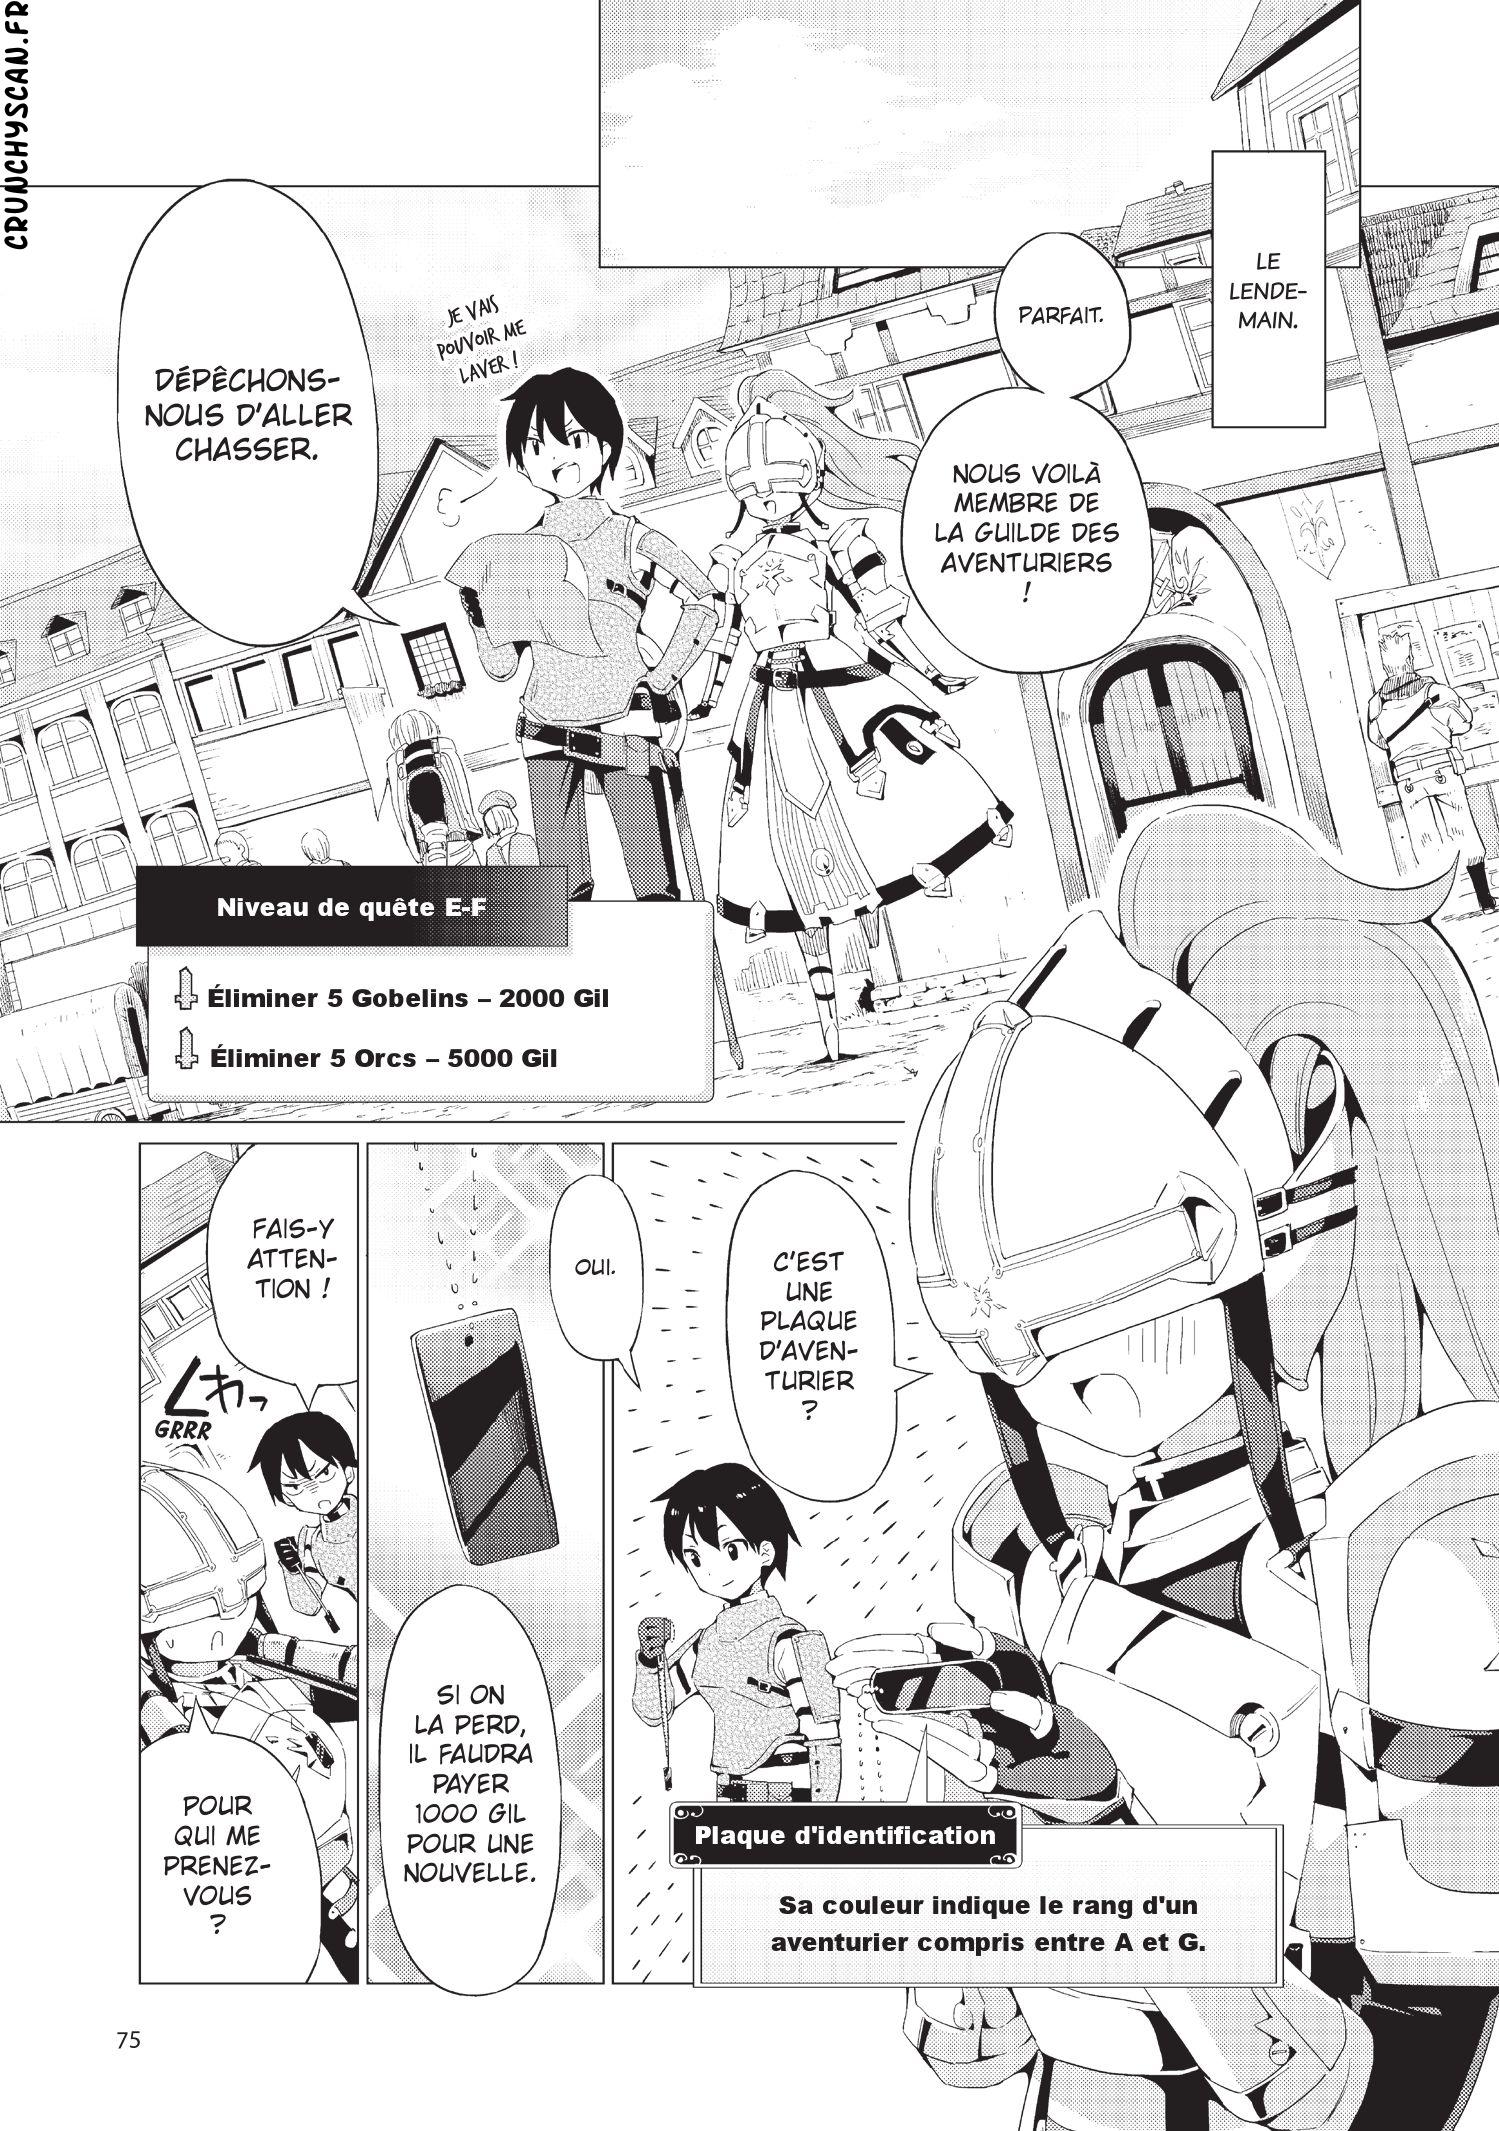 CRUNCHYSCAN.FR
LE
LENDE-
MAIN.
PARFAIT.
NOUS VOILÀ
MEMBRE DE
LA GUILDE DES
AVENTURIERS
!
JE VAIS
POUVOIR ME
LAVER !
DÉPÊCHONS-
NOUS D'ALLER
CHASSER.
Niveau de quête E-F
Éliminer 5 Gobelins – 2000 Gil
Éliminer 5 Orcs – 5000 Gil
C'EST
UNE
PLAQUE
D'AVEN-
TURIER
?
Plaque d'identification
Sa couleur indique le rang d'un
aventurier compris entre A et G.
OUI.
SI ON
LA PERD,
IL FAUDRA
PAYER
1000 GIL
POUR UNE
NOUVELLE.
FAIS-Y
ATTEN-
TION !
くわっ
GRRR
POUR
QUI ME
PRENEZ-
VOUS
?
75